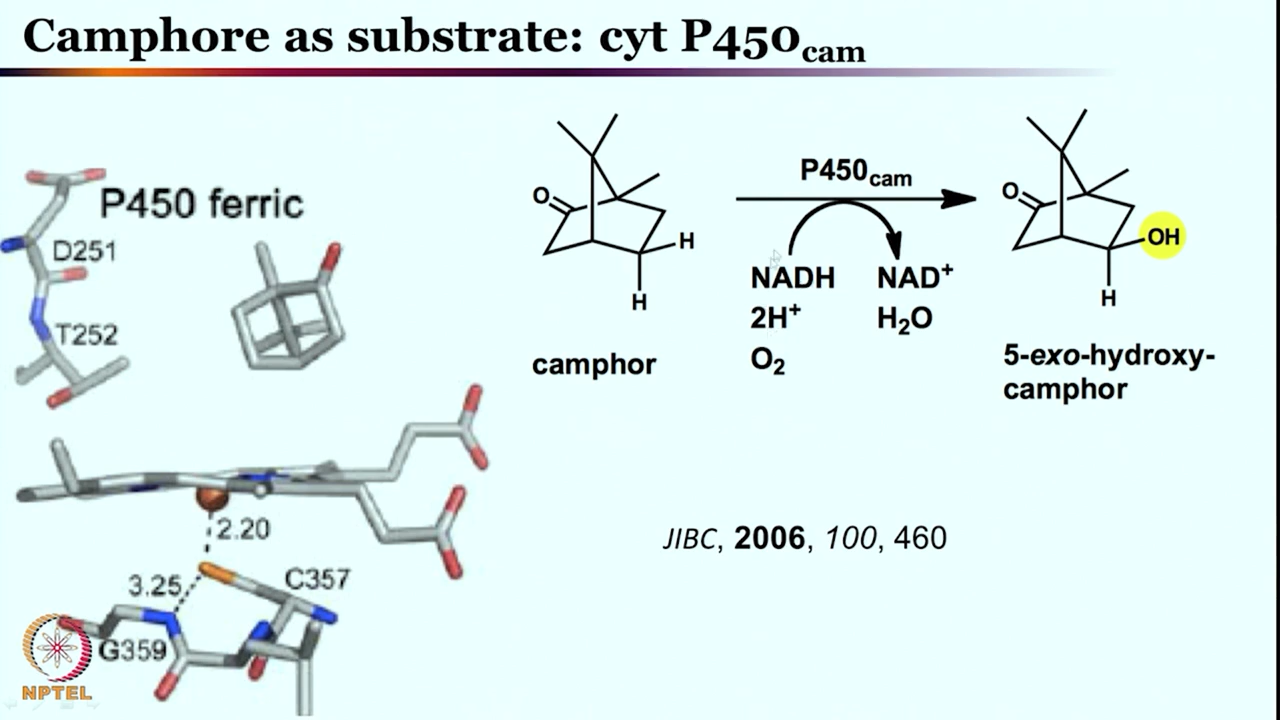 Camphore as substrate: cyt P450cam
P450 ferric
D251
T252
2.20
3.25
C357
G359
NPTEL
O
H
H
camphor
P450cam
NADH
NAD+
2H+
H2O
O2
O
OH
H
5-exo-hydroxy-
camphor
JIBC, 2006, 100, 460